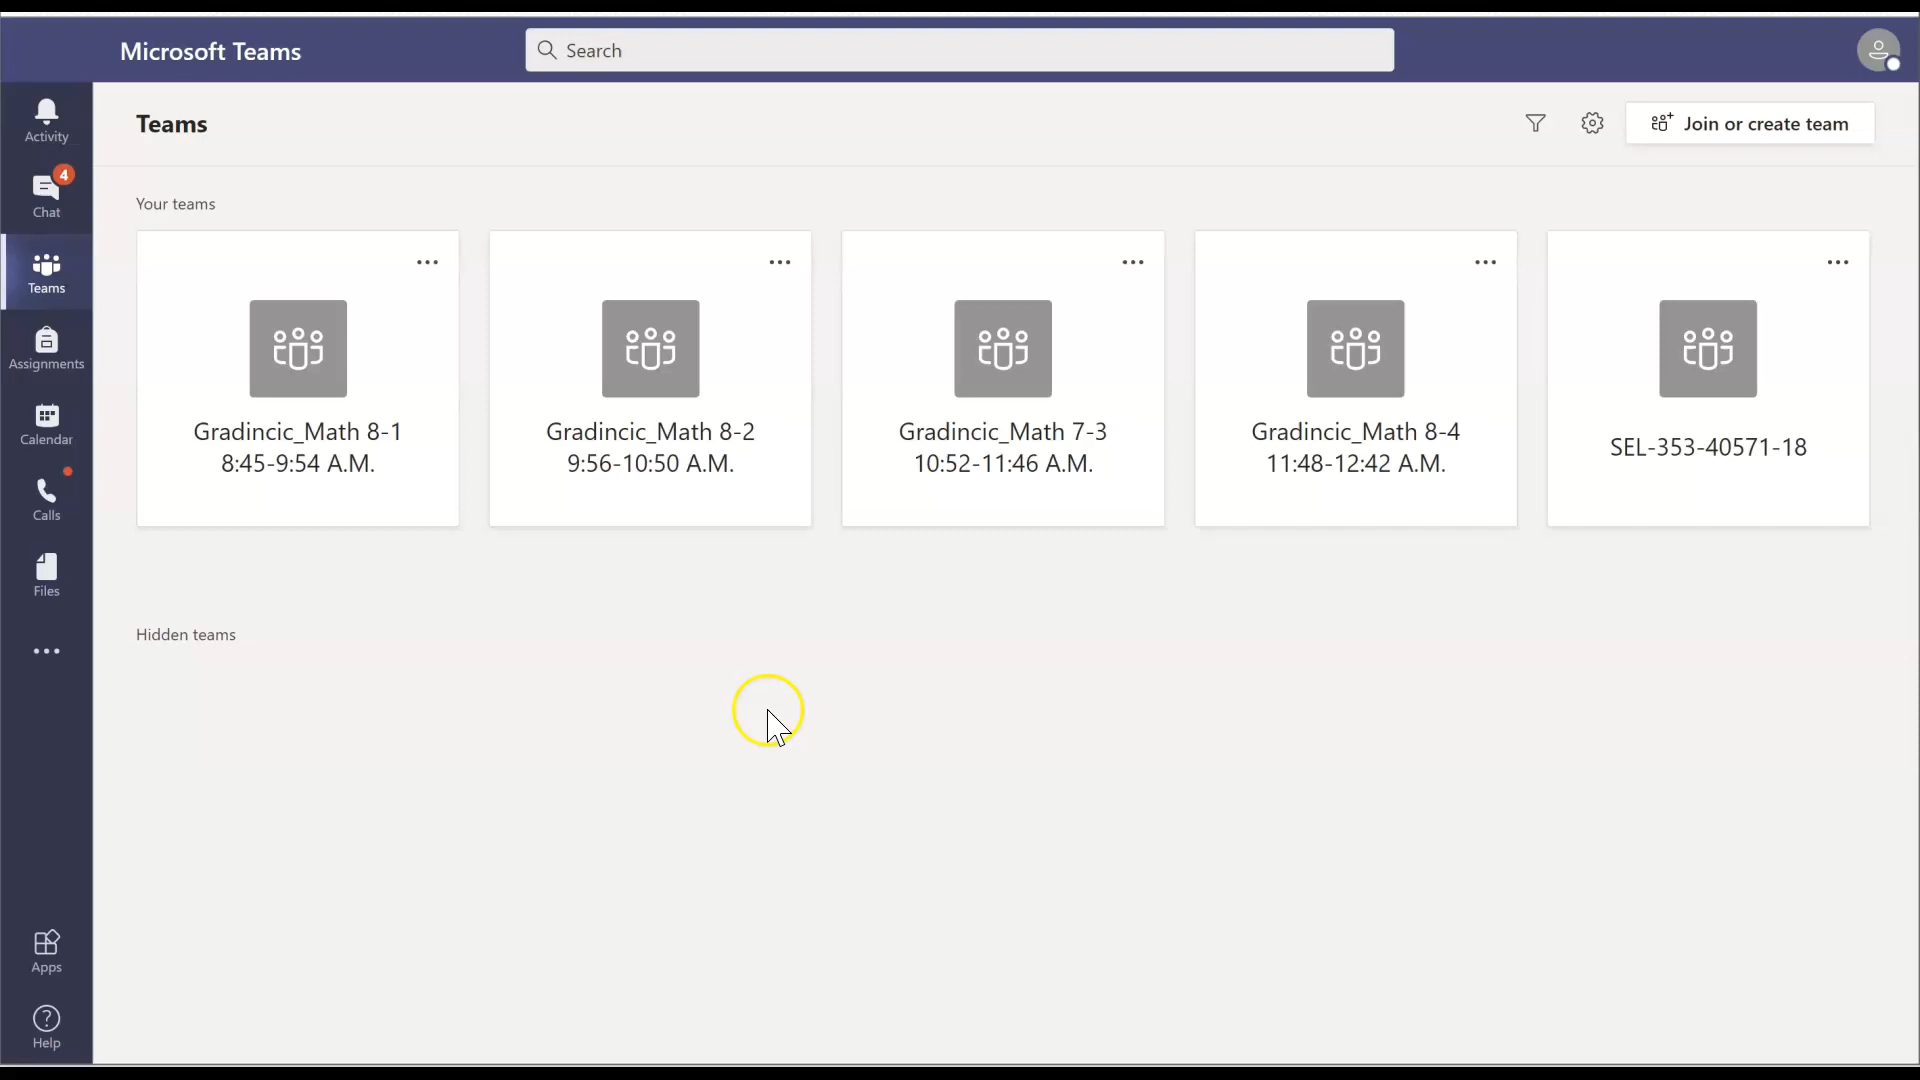 Microsoft Teams
Search
Activity
4
Chat
Teams
Assignments
Calendar
Calls
Files
Apps
Help
Teams
Join or create team
Your teams
Gradincic_Math 8-1
8:45-9:54 A.M.
Gradincic_Math 8-2
9:56-10:50 A.M.
Gradincic_Math 7-3
10:52-11:46 A.M.
Gradincic_Math 8-4
11:48-12:42 A.M.
SEL-353-40571-18
Hidden teams